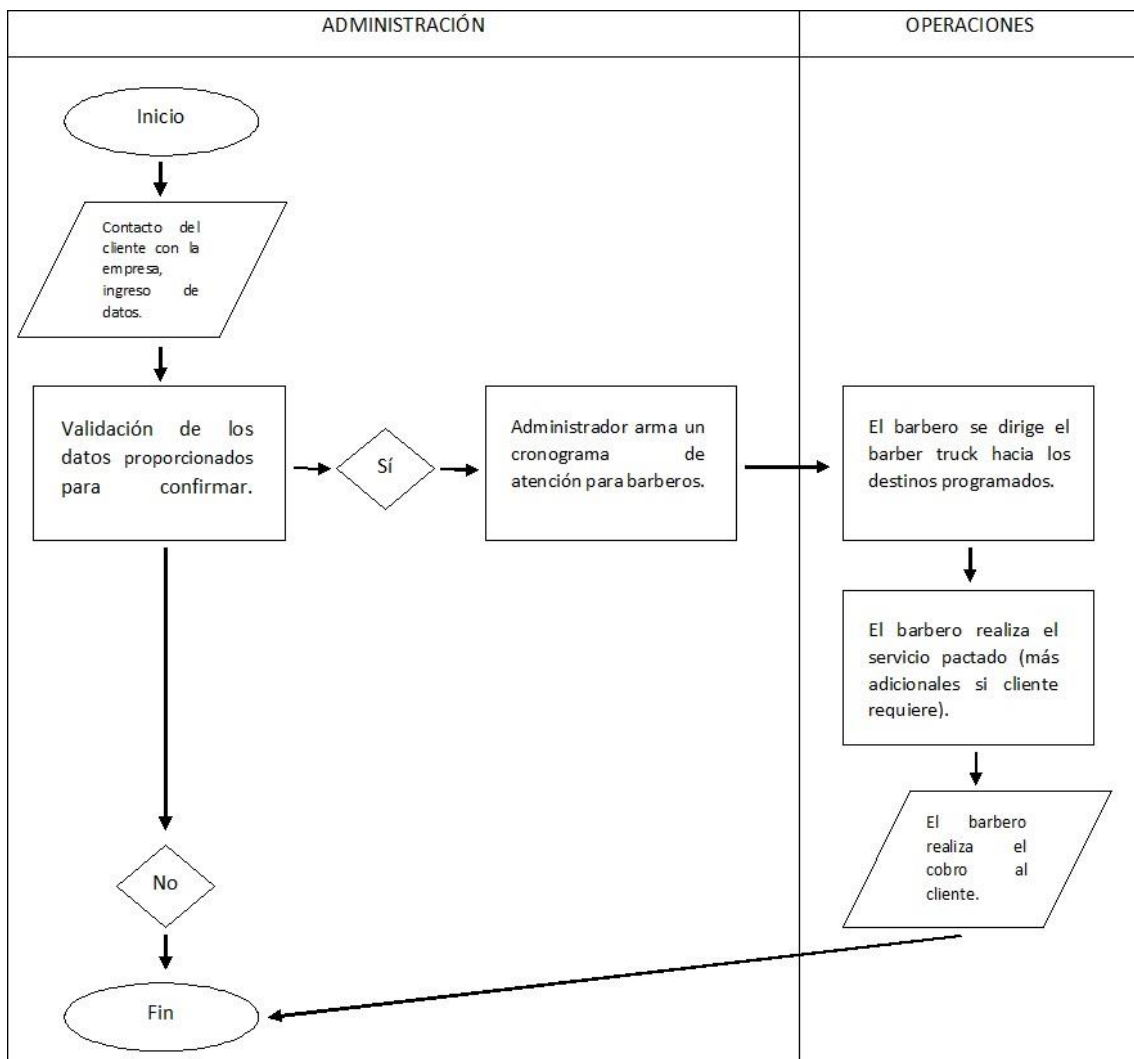 ADMINISTRACIÓN
OPERACIONES
Inicio
Contacto del
cliente con la
empresa,
ingreso de
datos.
Validación de los
datos proporcionados
para confirmar.
Sí
Administrador arma un
cronograma de
atención para barberos.
El barbero se dirige el
barber truck hacia los
destinos programados.
El barbero realiza el
servicio pactado (más
adicionales si cliente
requiere).
El barbero
realiza el
cobro al
cliente.
No
Fin